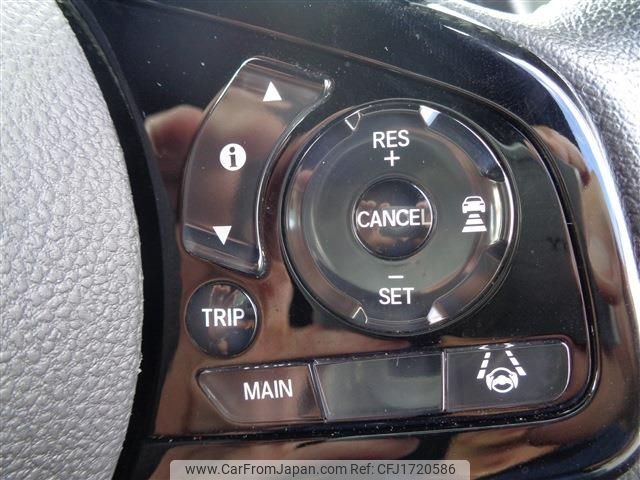 RES
+
i
CANCEL
−
SET
TRIP
MAIN
www.CarFromJapan.com Ref: CFJ1720586